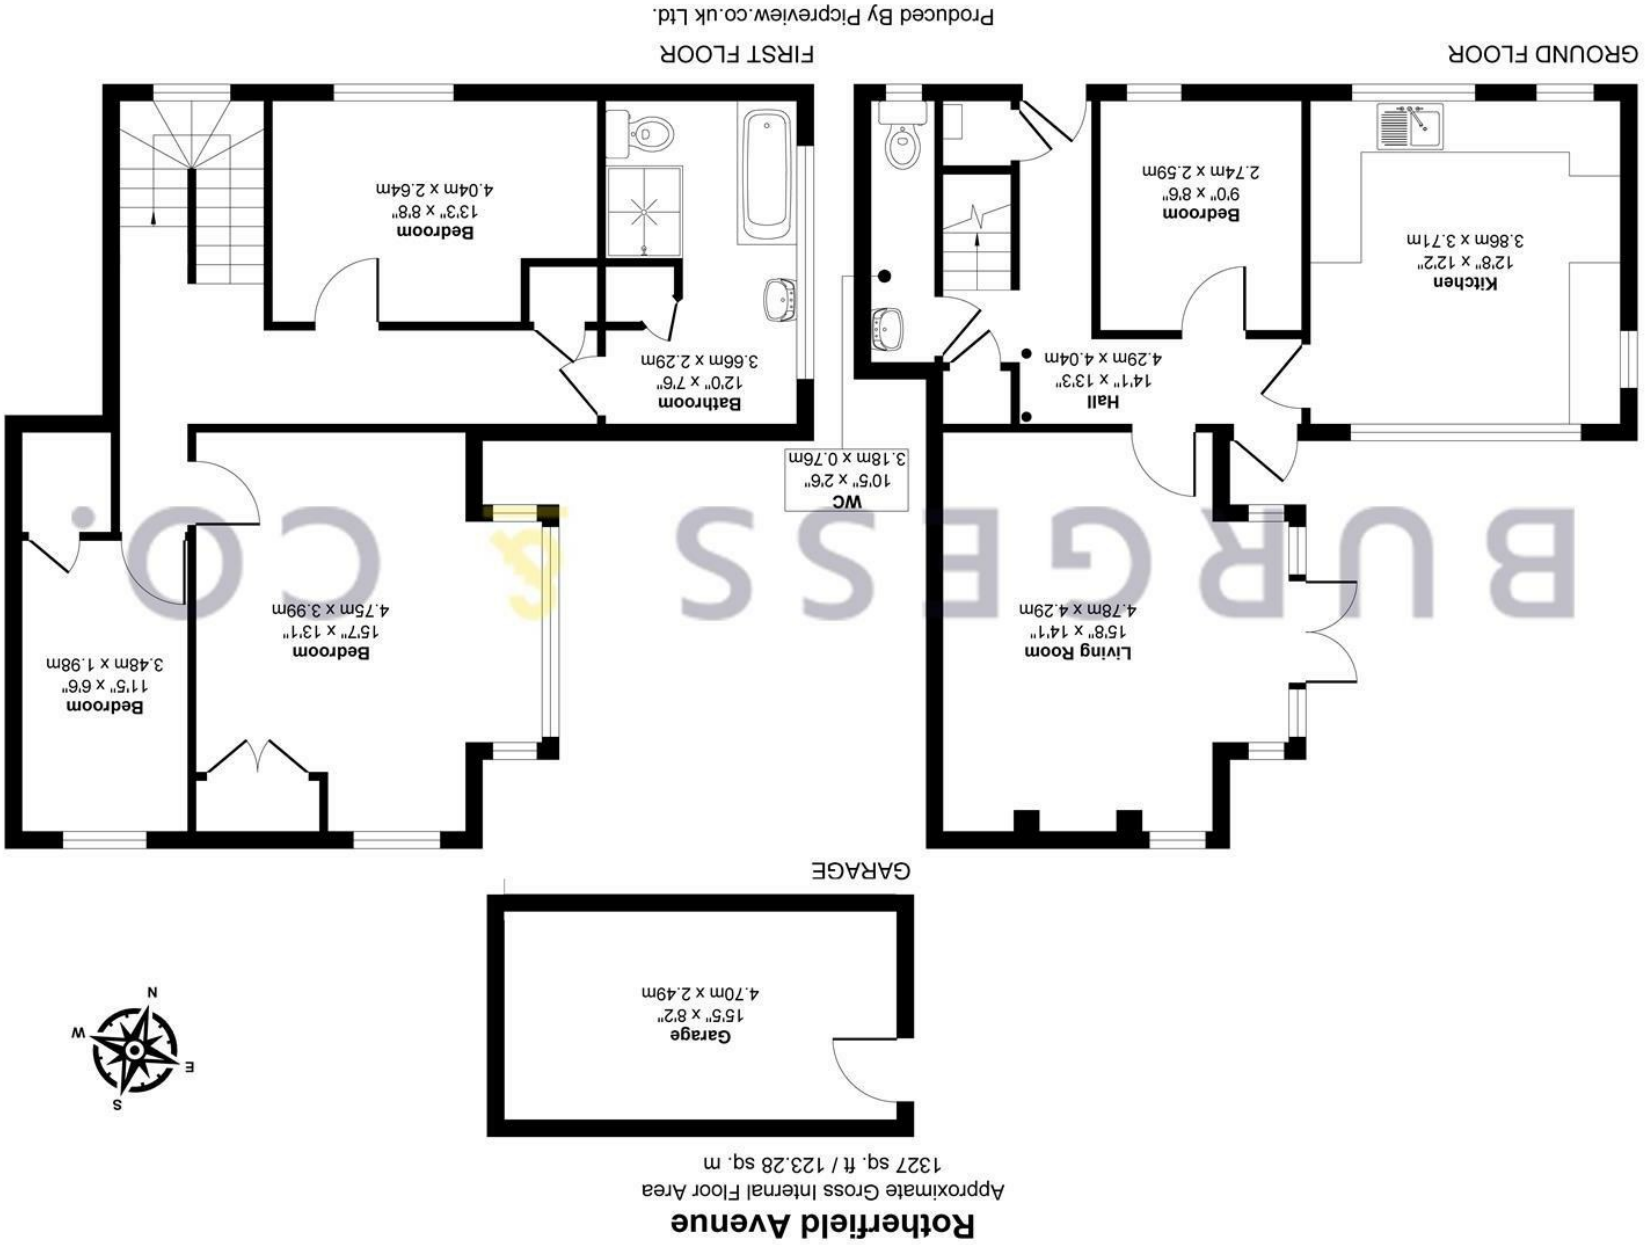 Rotherfield Avenue
Approximate Gross Internal Floor Area
1327 sq. ft / 123.28 sq. m
Garage
15'5" x 8'2"
4.70m x 2.49m
S
E
W
N
GARAGE
Living Room
15'8" x 14'1"
4.78m x 4.29m
Bedroom
15'7" x 13'1"
4.75m x 3.99m
Bedroom
11'5" x 6'6"
3.48m x 1.98m
BURGESS & CO.
WC
10'5" x 2'6"
3.18m x 0.76m
Hall
14'1" x 13'3"
4.29m x 4.04m
Bathroom
12'0" x 7'6"
3.66m x 2.29m
Kitchen
12'8" x 12'2"
3.86m x 3.71m
Bedroom
9'0" x 8'6"
2.74m x 2.59m
Bedroom
13'3" x 8'8"
4.04m x 2.64m
GROUND FLOOR
FIRST FLOOR
Produced By Picpreview.co.uk Ltd.